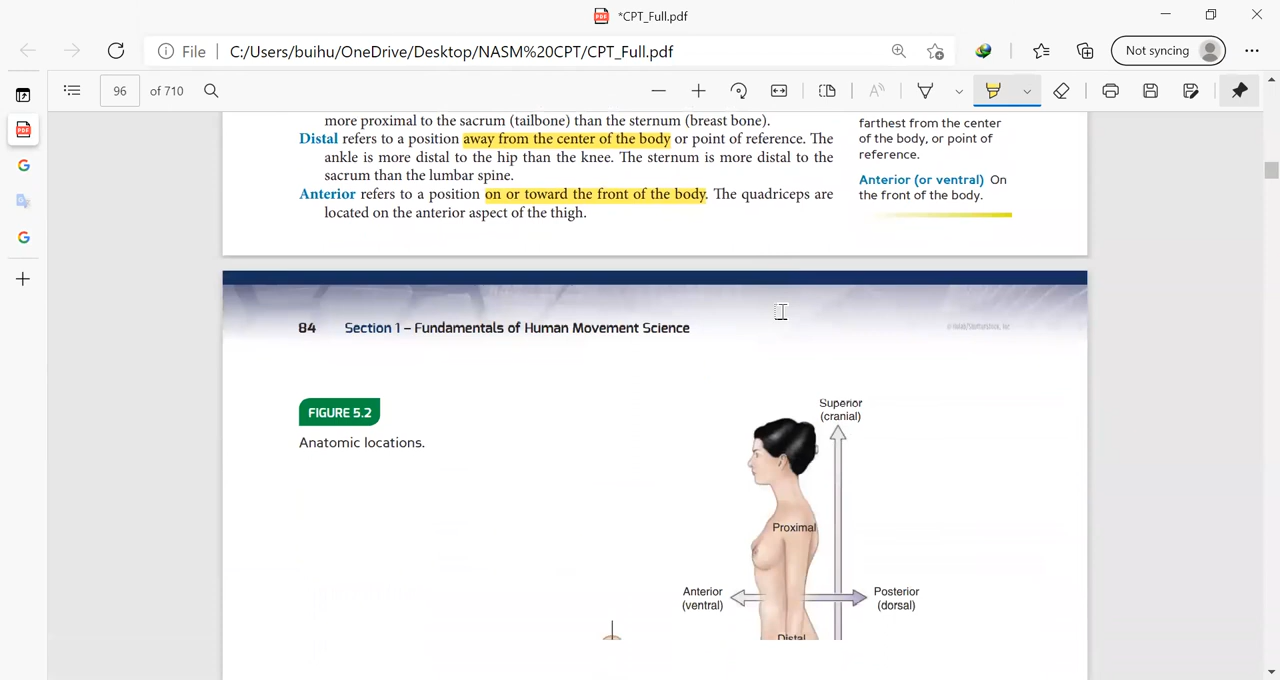 *CPT_Full.pdf
File
C:/Users/buihu/OneDrive/Desktop/NASM%20CPT/CPT_Full.pdf
Not syncing
96 of 710
more proximal to the sacrum (tailbone) than the sternum (breast bone).
Distal refers to a position away from the center of the body or point of reference. The
ankle is more distal to the hip than the knee. The sternum is more distal to the
sacrum than the lumbar spine.
Anterior refers to a position on or toward the front of the body. The quadriceps are
located on the anterior aspect of the thigh.
farthest from the center
of the body, or point of
reference.
Anterior (or ventral) On
the front of the body.
84 Section 1 – Fundamentals of Human Movement Science
FIGURE 5.2
Anatomic locations.
Superior
(cranial)
Proximal
Anterior
(ventral)
Posterior
(dorsal)
Distal